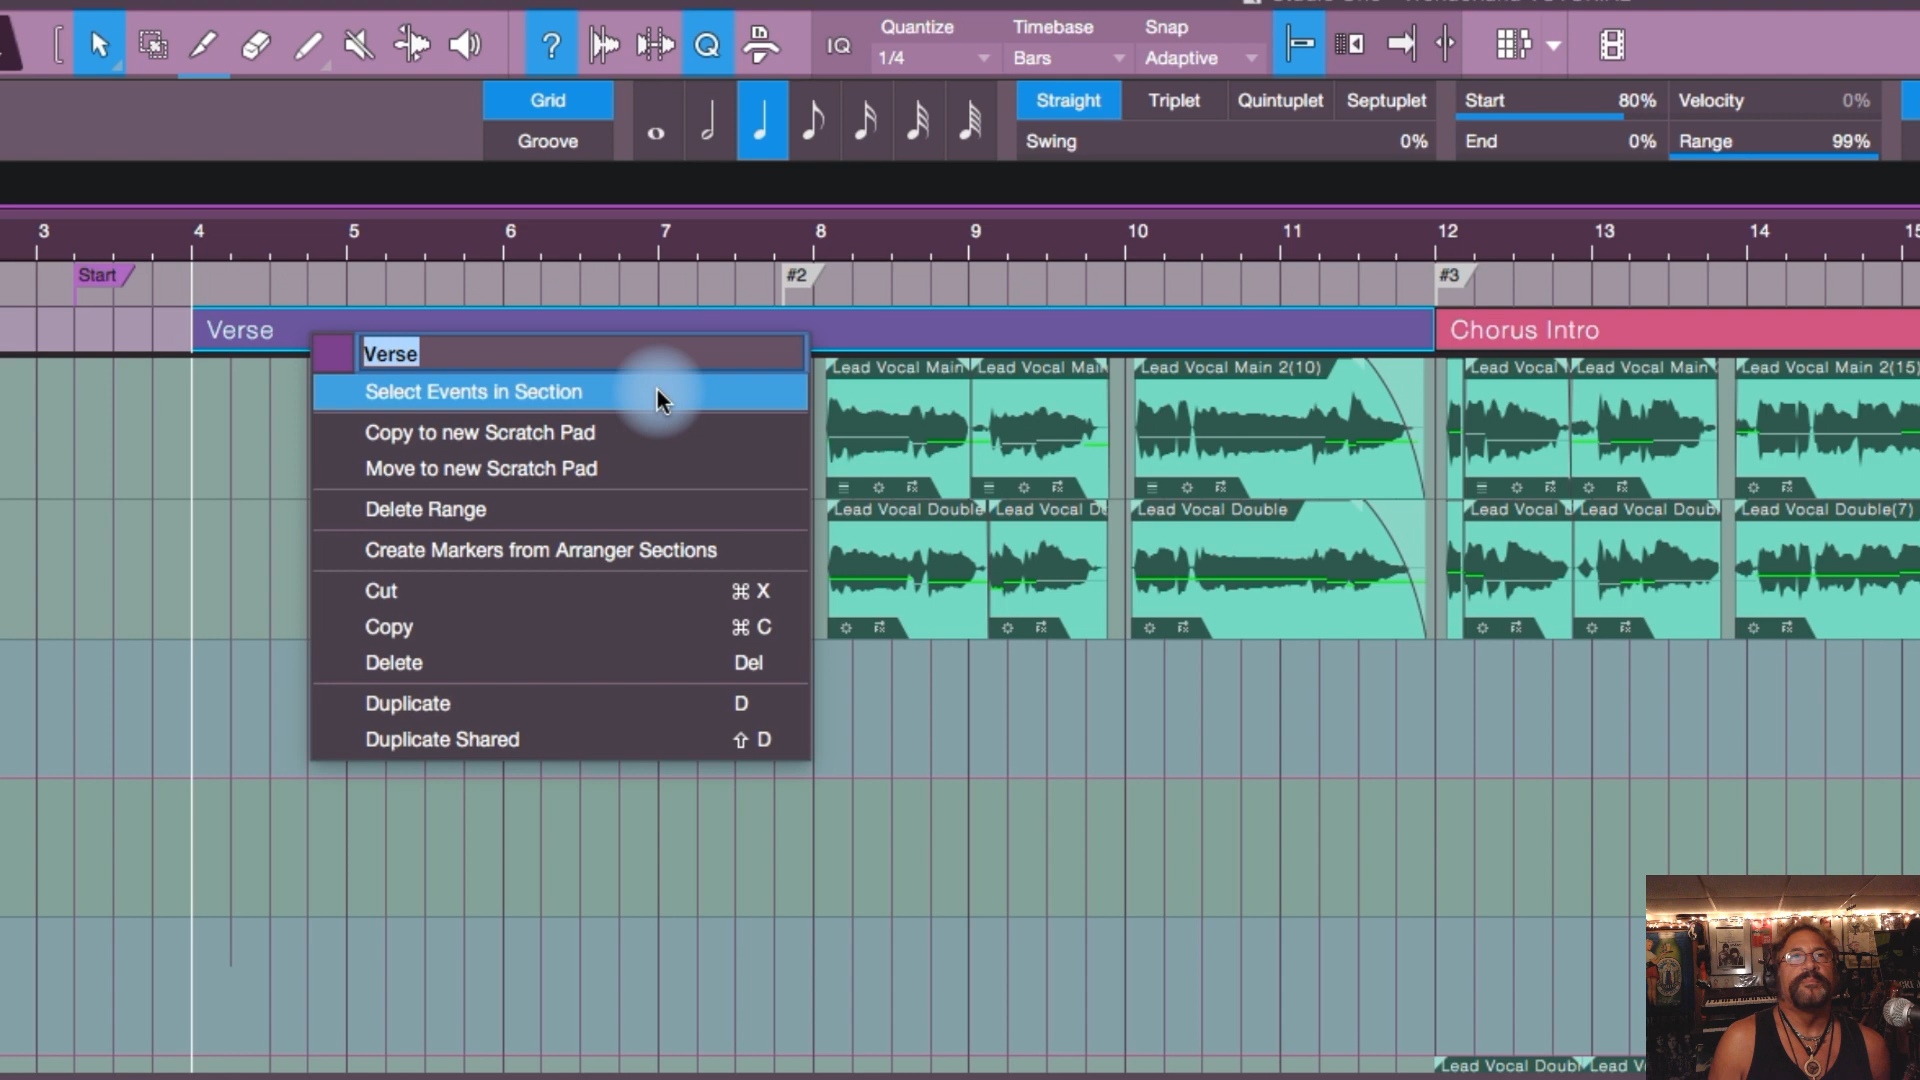 Quantize
Timebase
Snap
IQ
1/4
Bars
Adaptive
Grid
Groove
Straight
Triplet
Quintuplet
Septuplet
Swing
0%
Start
80%
Velocity
0%
End
0%
Range
99%
3
4
5
6
7
8
9
10
11
12
13
14
15
Start
#2
#3
Verse
Chorus Intro
Verse
Select Events in Section
Copy to new Scratch Pad
Move to new Scratch Pad
Delete Range
Create Markers from Arranger Sections
Cut ⌘ X
Copy ⌘ C
Delete Del
Duplicate D
Duplicate Shared ⇧ D
Lead Vocal Main
Lead Vocal Mai
Lead Vocal Main 2(10)
Lead Vocal
Lead Vocal Main
Lead Vocal Main 2(15)
Lead Vocal Double
Lead Vocal D
Lead Vocal Double
Lead Vocal
Lead Vocal Doub
Lead Vocal Double(7)
Lead Vocal Doubl
Lead V